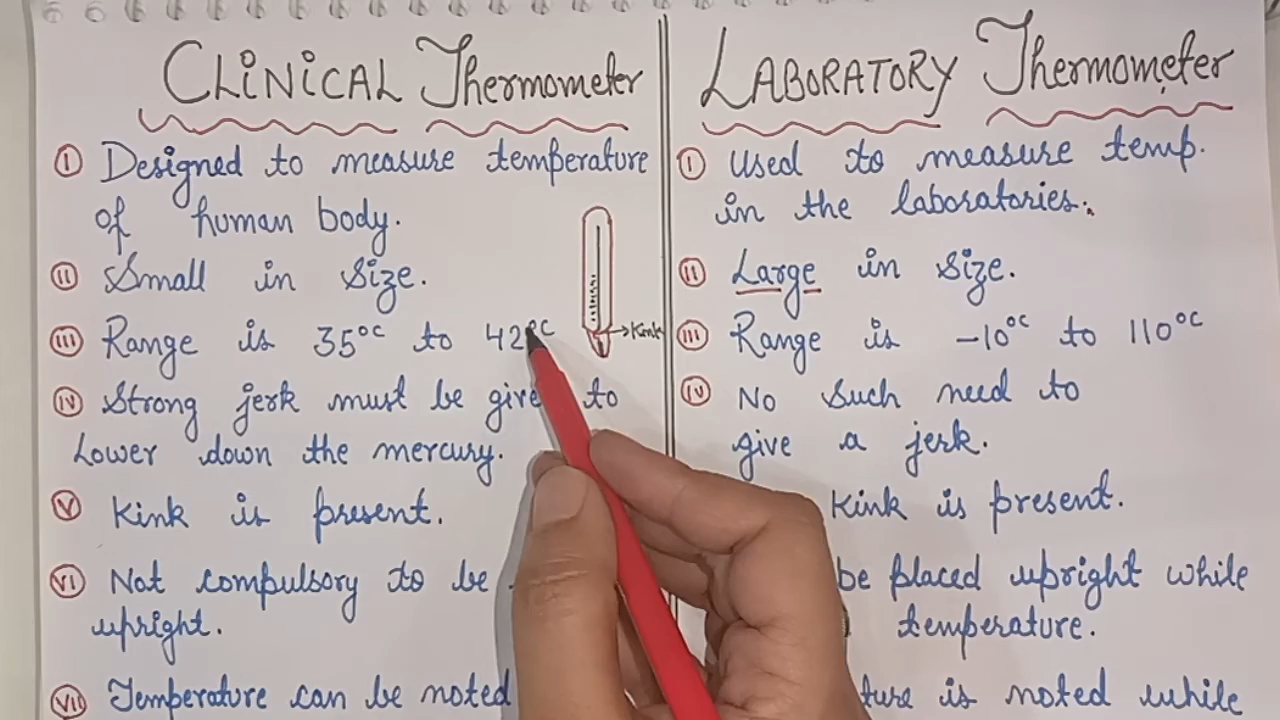 CLINICAL Thermometer
① Designed to measure temperature
of human body.
② Small in size.
Kink
③ Range is 35°C to 42°C
④ Strong jerk must be give to
Lower down the mercury.
⑤ Kink is present.
⑥ Not compulsory to be
upright.
⑦ Temperature can be noted
LABORATORY Thermometer
① Used to measure temp.
in the laboratories.
② Large in size.
③ Range is -10°C to 110°C
④ No such need to
give a jerk.
Kink is present.
be placed upright while
temperature.
ture is noted while